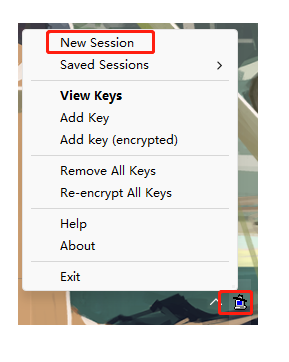 New Session
Saved Sessions
View Keys
Add Key
Add key (encrypted)
Remove All Keys
Re-encrypt All Keys
Help
About
Exit